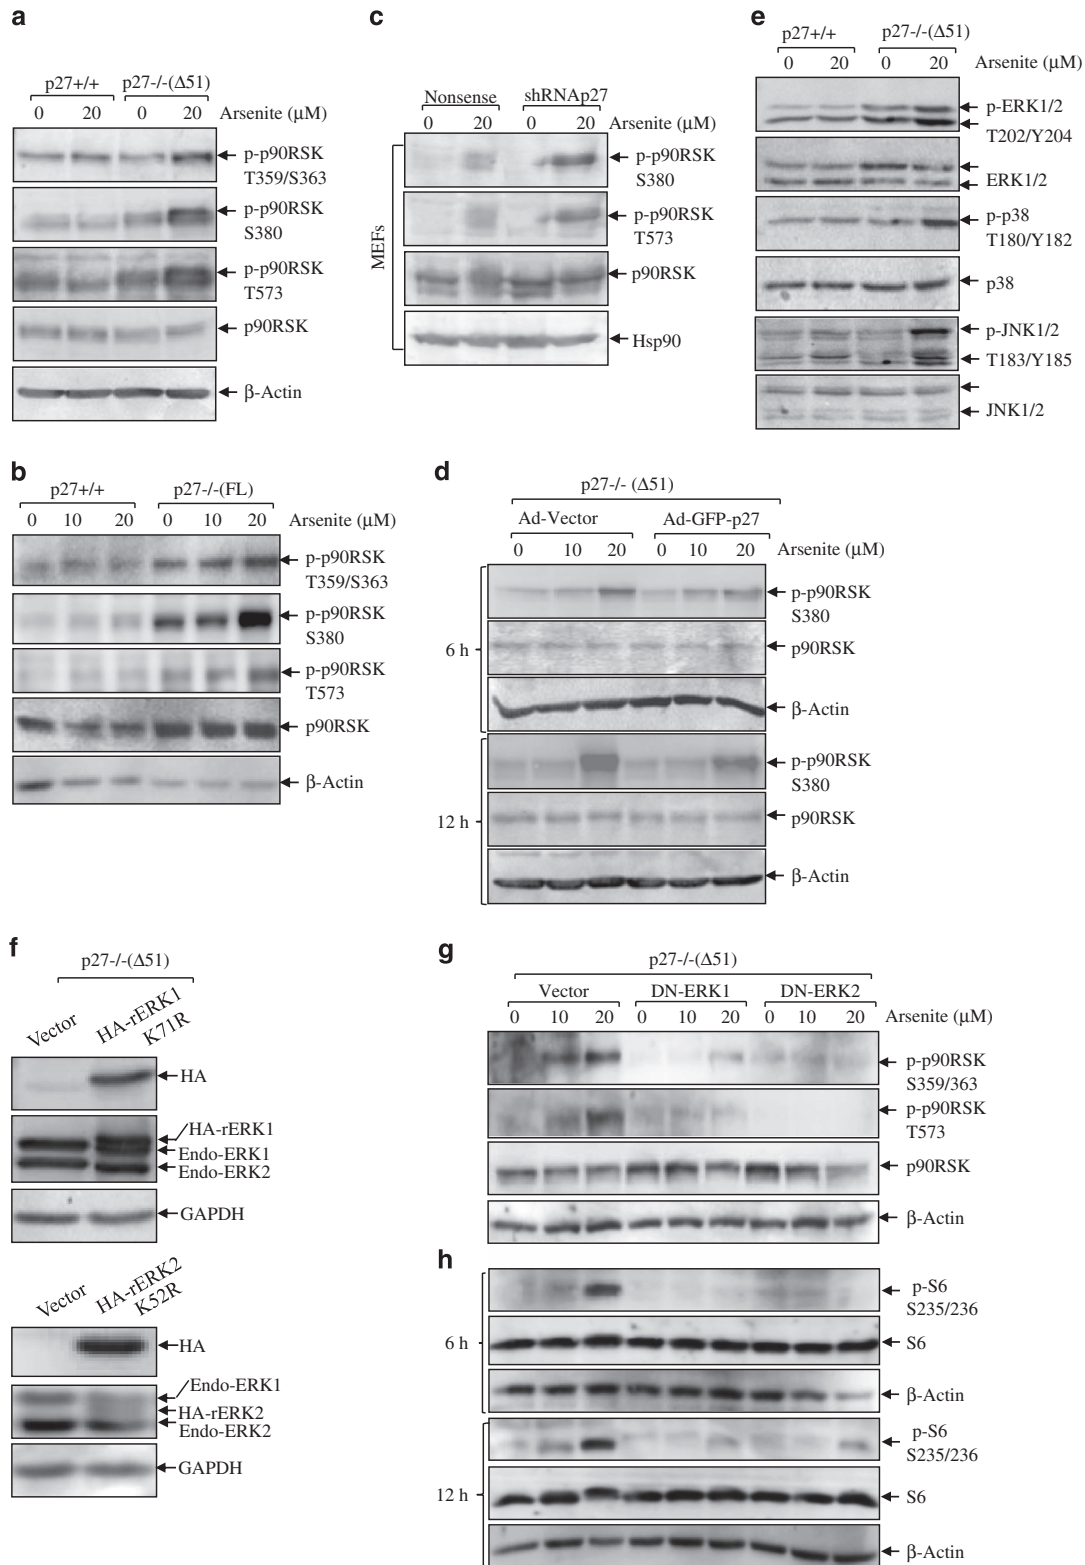 a
p27+/+ p27-/-(Δ51)
0 20 0 20 Arsenite (μM)
p-p90RSK
T359/S363
p-p90RSK
S380
p-p90RSK
T573
p90RSK
β-Actin
b
p27+/+ p27-/-(FL)
0 10 20 0 10 20 Arsenite (μM)
p-p90RSK
T359/S363
p-p90RSK
S380
p-p90RSK
T573
p90RSK
β-Actin
c
Nonsense shRNAp27
0 20 0 20 Arsenite (μM)
MEFs
p-p90RSK
S380
p-p90RSK
T573
p90RSK
Hsp90
d
p27-/- (Δ51)
Ad-Vector Ad-GFP-p27
0 10 20 0 10 20 Arsenite (μM)
6 h
p-p90RSK
S380
p90RSK
β-Actin
12 h
p-p90RSK
S380
p90RSK
β-Actin
e
p27+/+ p27-/-(Δ51)
0 20 0 20 Arsenite (μM)
p-ERK1/2
T202/Y204
ERK1/2
p-p38
T180/Y182
p38
p-JNK1/2
T183/Y185
JNK1/2
f
p27-/-(Δ51)
Vector HA-rERK1
K71R
HA
HA-rERK1
Endo-ERK1
Endo-ERK2
GAPDH
Vector HA-rERK2
K52R
HA
Endo-ERK1
HA-rERK2
Endo-ERK2
GAPDH
g
p27-/-(Δ51)
Vector DN-ERK1 DN-ERK2
0 10 20 0 10 20 0 10 20 Arsenite (μM)
p-p90RSK
S359/363
p-p90RSK
T573
p90RSK
β-Actin
h
6 h
p-S6
S235/236
S6
β-Actin
12 h
p-S6
S235/236
S6
β-Actin